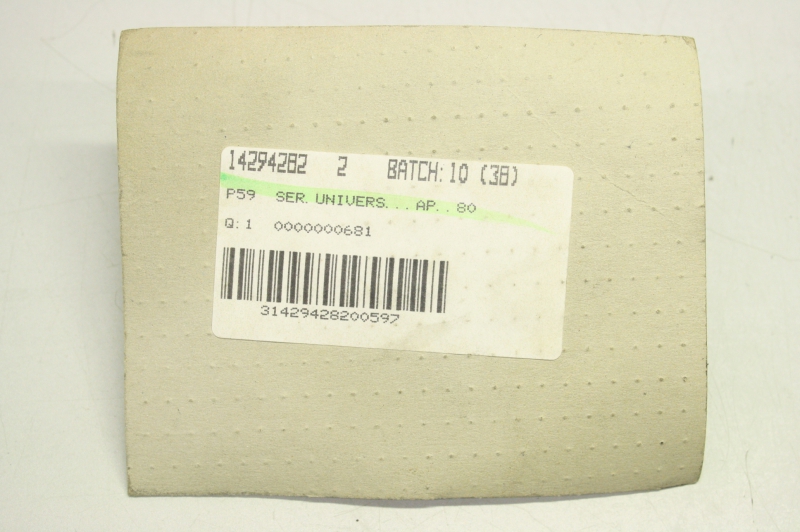 14294282 2 BATCH: 10 (38)
P59 SER. UNIVERS... AP.. 80
Q: 1 0000000681
31429428200597